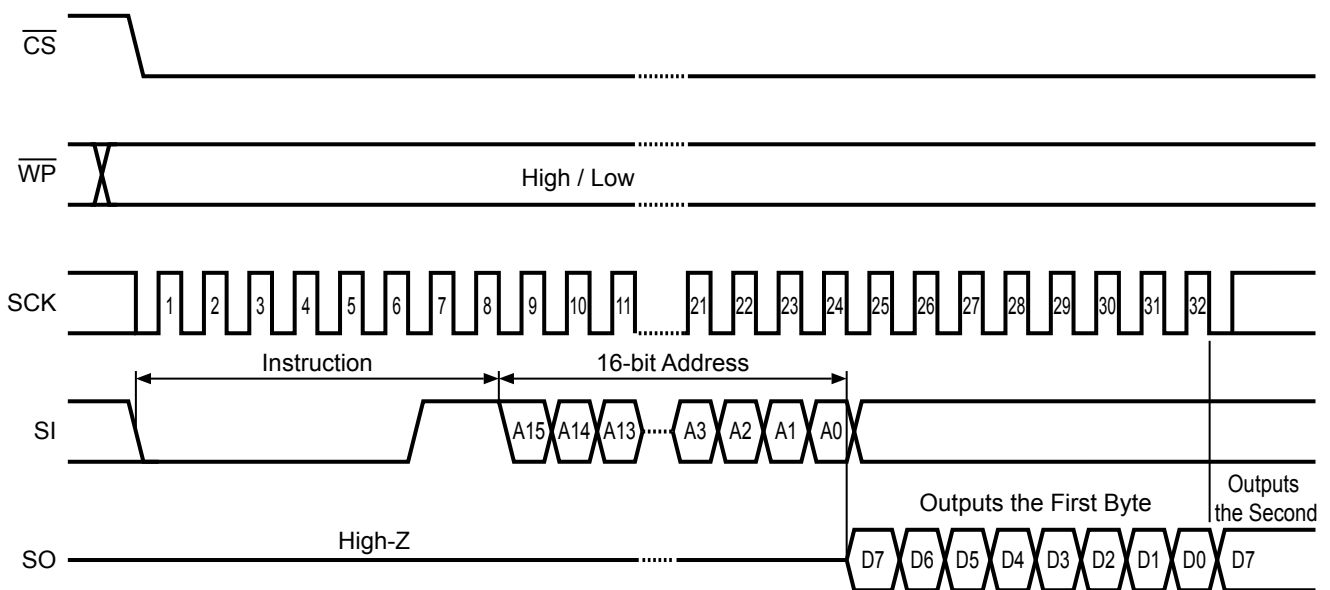 CS
WP
High / Low
SCK
1 2 3 4 5 6 7 8 9 10 11 21 22 23 24 25 26 27 28 29 30 31 32
Instruction
16-bit Address
SI
A15 A14 A13 A3 A2 A1 A0
Outputs the First Byte
Outputs
the Second
High-Z
SO
D7 D6 D5 D4 D3 D2 D1 D0 D7